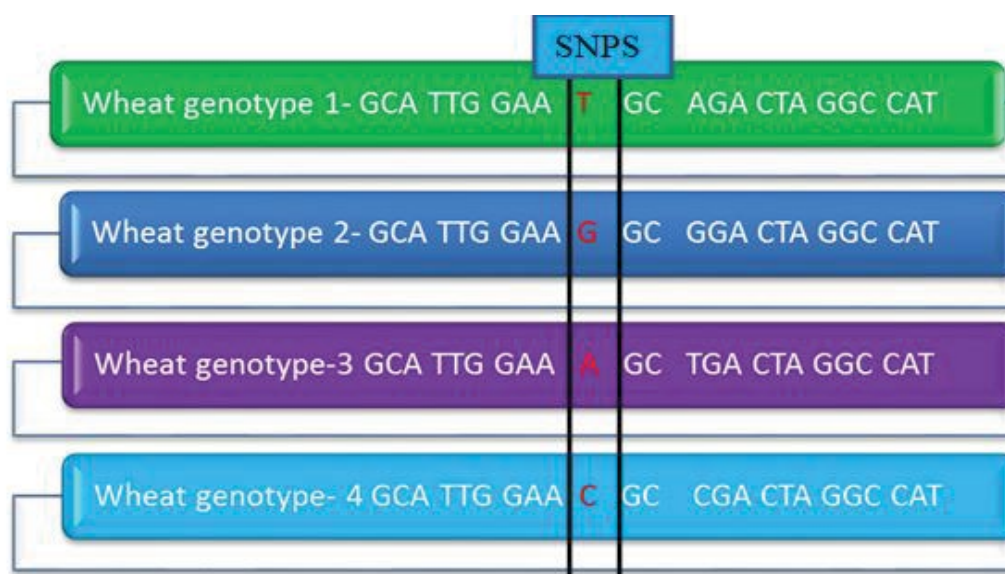 SNPS
Wheat genotype 1- GCA TTG GAA T GC AGA CTA GGC CAT
Wheat genotype 2- GCA TTG GAA G GC GGA CTA GGC CAT
Wheat genotype-3 GCA TTG GAA A GC TGA CTA GGC CAT
Wheat genotype- 4 GCA TTG GAA C GC CGA CTA GGC CAT